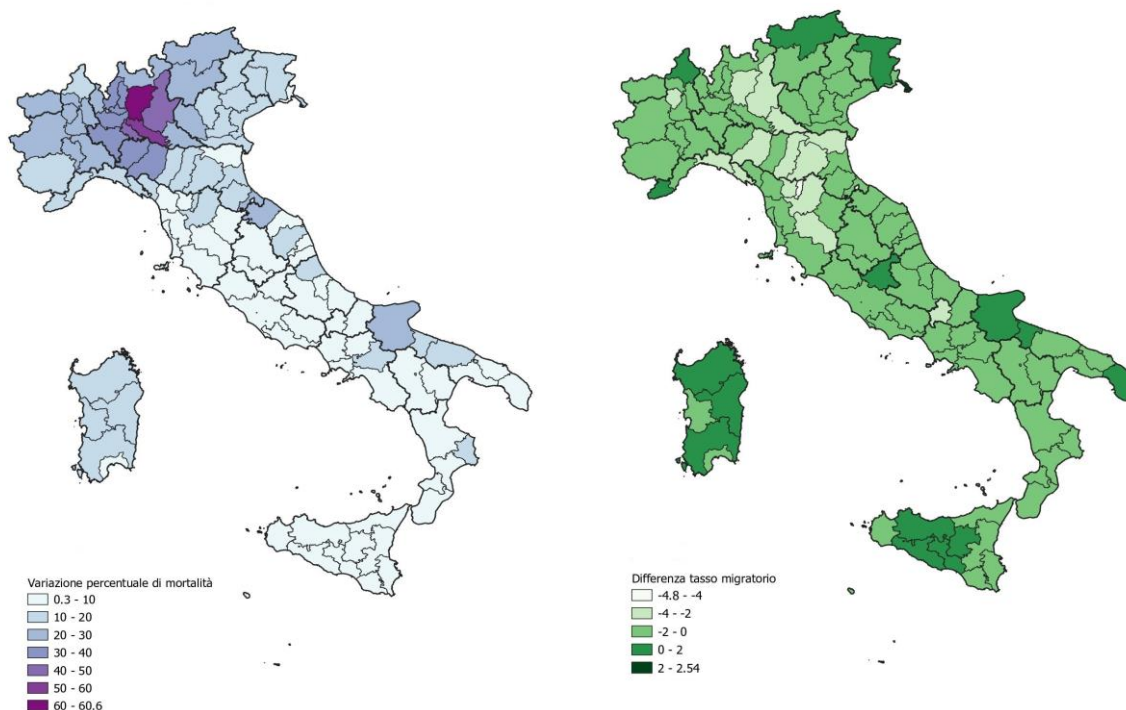 Variazione percentuale di mortalità
0.3 - 10
10 - 20
20 - 30
30 - 40
40 - 50
50 - 60
60 - 60.6
Differenza tasso migratorio
-4.8 - -4
-4 - -2
-2 - 0
0 - 2
2 - 2.54